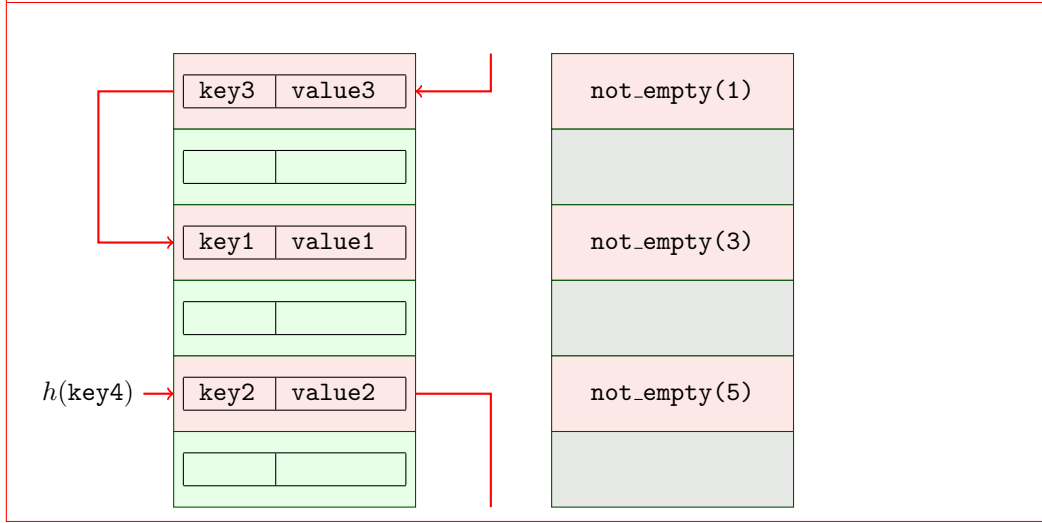 key3 value3 not_empty(1)
key1 value1 not_empty(3)
h(key4) key2 value2 not_empty(5)